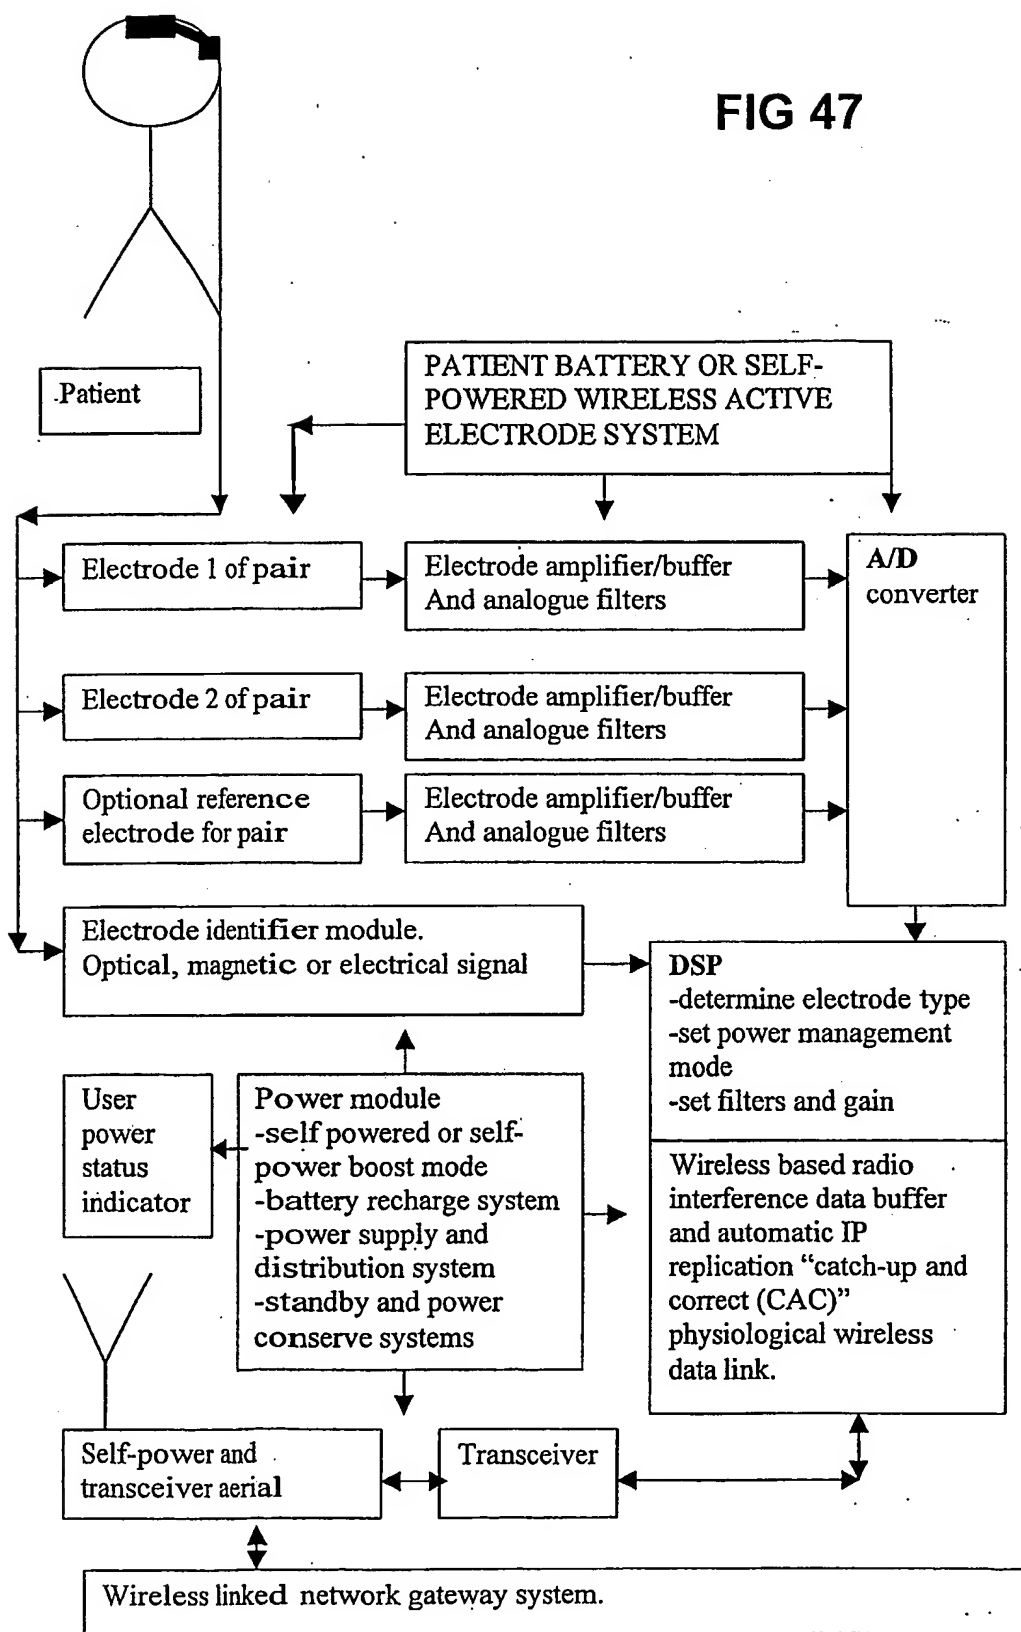 FIG 47
Patient
PATIENT BATTERY OR SELF-
POWERED WIRELESS ACTIVE
ELECTRODE SYSTEM
Electrode 1 of pair
Electrode amplifier/buffer
And analogue filters
A/D
converter
Electrode 2 of pair
Electrode amplifier/buffer
And analogue filters
Optional reference
electrode for pair
Electrode amplifier/buffer
And analogue filters
Electrode identifier module.
Optical, magnetic or electrical signal
DSP
-determine electrode type
-set power management
mode
-set filters and gain
User
power
status
indicator
Power module
-self powered or self-
power boost mode
-battery recharge system
-power supply and
distribution system
-standby and power
conserve systems
Wireless based radio
interference data buffer
and automatic IP
replication “catch-up and
correct (CAC)”
physiological wireless
data link.
Self-power and
transceiver aerial
Transceiver
Wireless linked network gateway system.